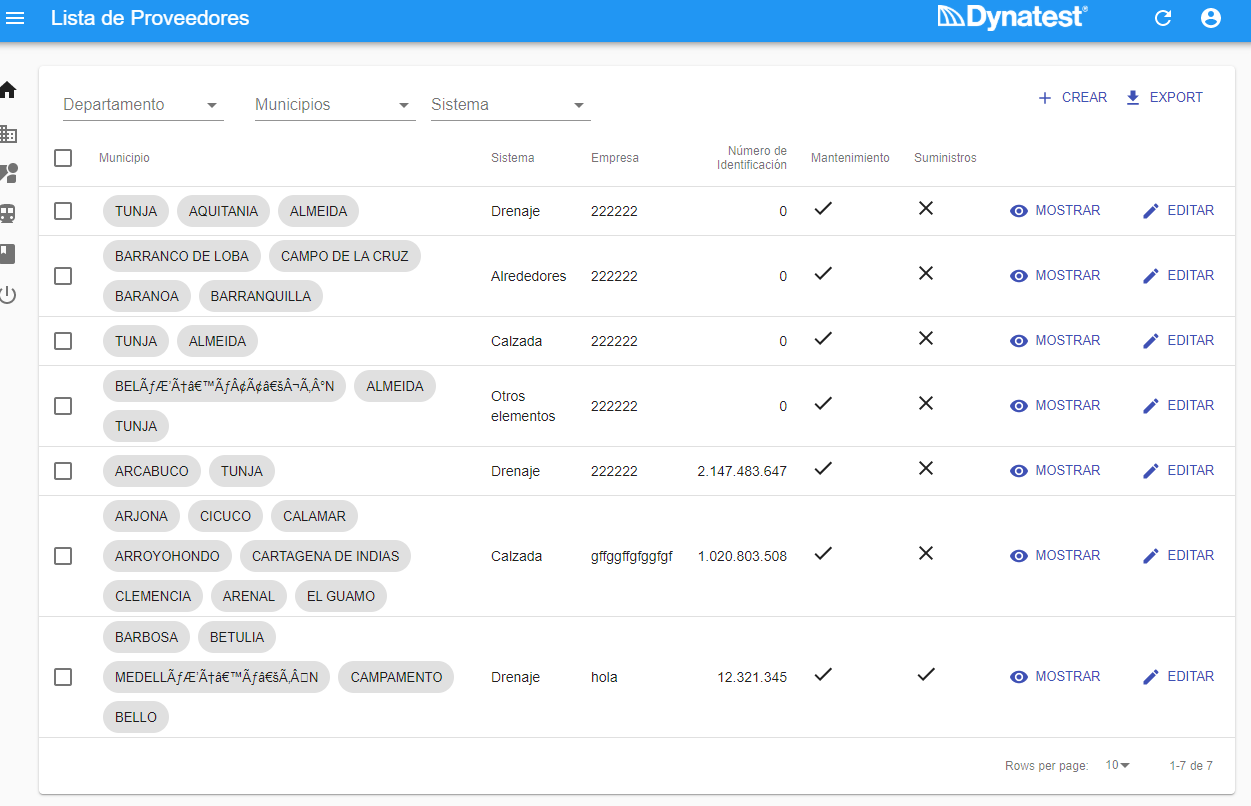 Lista de Proveedores
Dynatest®
Departamento Municipios Sistema
CREAR EXPORT
Municipio Sistema Empresa Número de Identificación Mantenimiento Suministros
TUNJA AQUITANIA ALMEIDA Drenaje 222222 0 MOSTRAR EDITAR
BARRANCO DE LOBA CAMPO DE LA CRUZ
BARANOA BARRANQUILLA
Alrededores 222222 0 MOSTRAR EDITAR
TUNJA ALMEIDA Calzada 222222 0 MOSTRAR EDITAR
BELÃƒÆ’Ã†â€™ÃƒÂ¢Ã¢â€šÂ¬Ã‚Â°N ALMEIDA
TUNJA
Otros elementos 222222 0 MOSTRAR EDITAR
ARCABUCO TUNJA Drenaje 222222 2.147.483.647 MOSTRAR EDITAR
ARJONA CICUCO CALAMAR
ARROYOHONDO CARTAGENA DE INDIAS
CLEMENCIA ARENAL EL GUAMO
Calzada gffggffgfggfgf 1.020.803.508 MOSTRAR EDITAR
BARBOSA BETULIA
MEDELLÃƒÆ’Ã†â€™Ãƒâ€šÃ‚Â□N CAMPAMENTO
BELLO
Drenaje hola 12.321.345 MOSTRAR EDITAR
Rows per page: 10 1-7 de 7